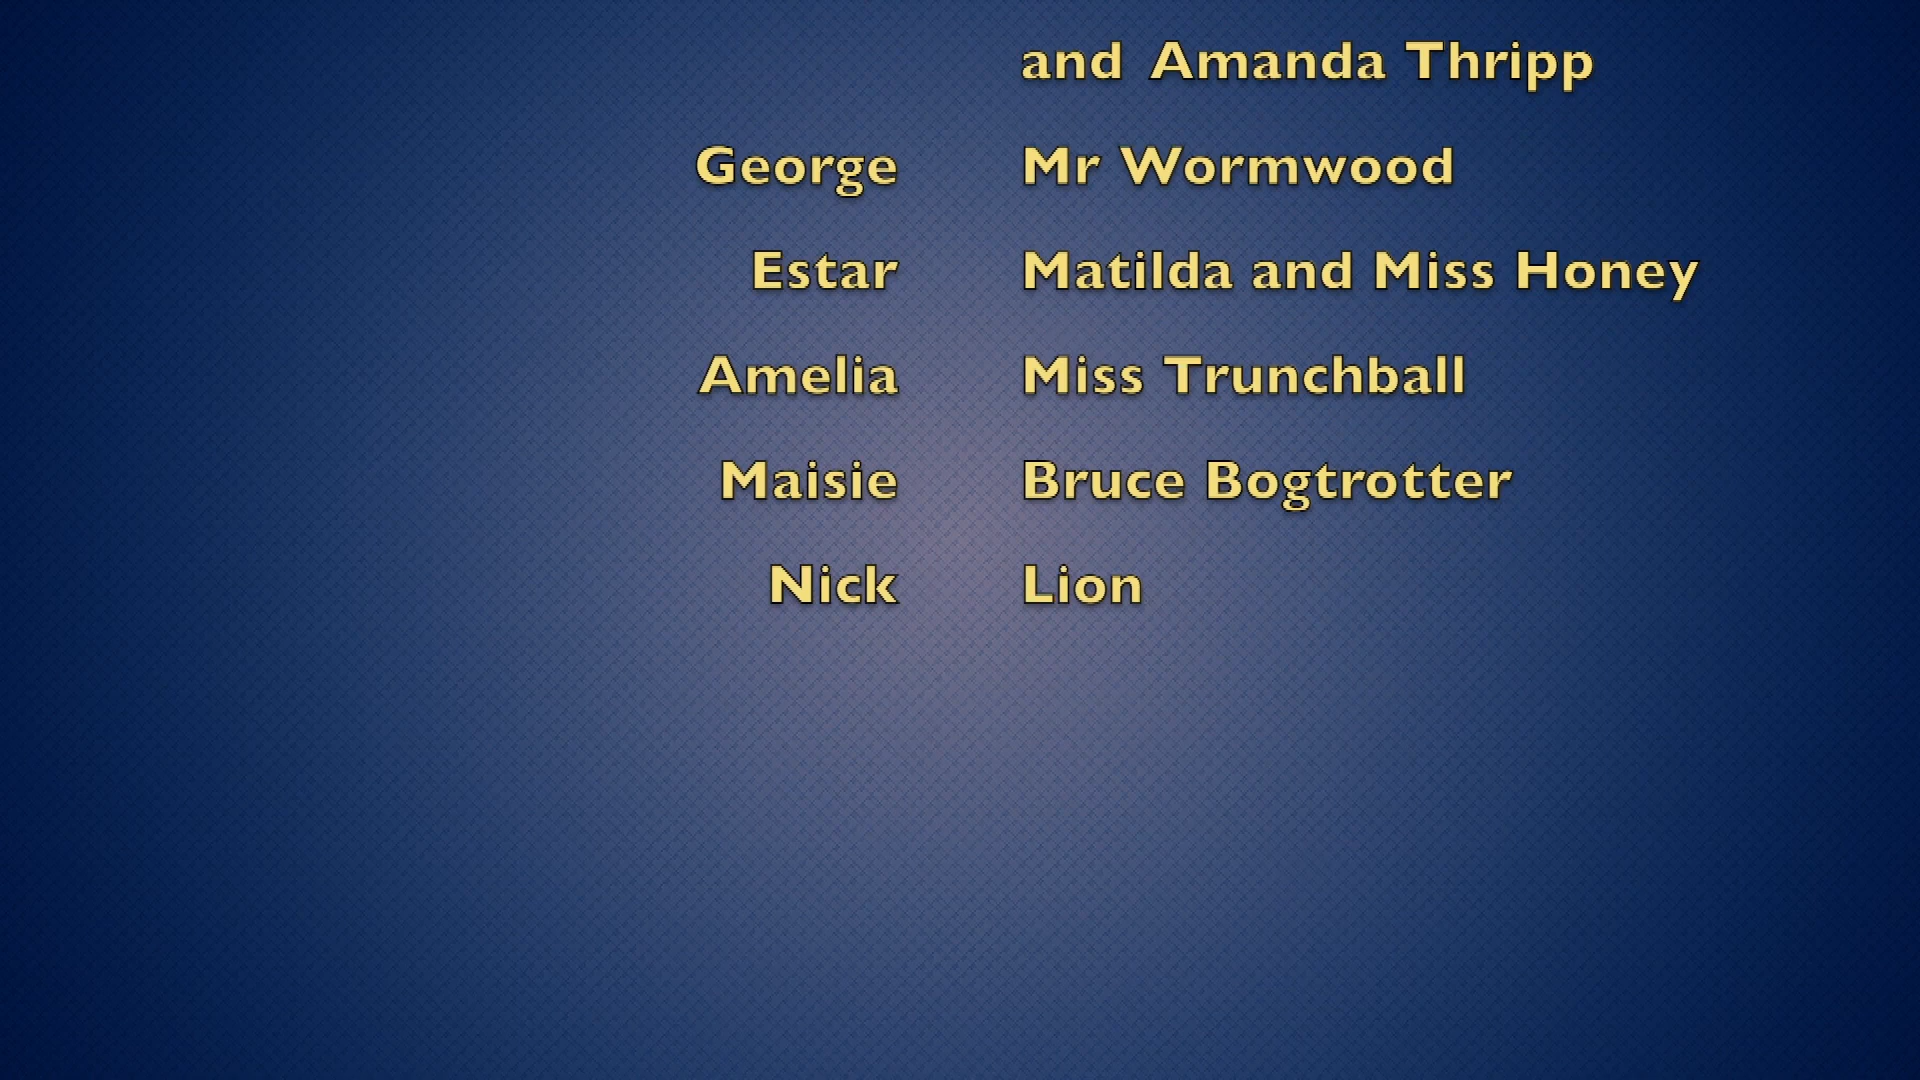 and Amanda Thripp
George Mr Wormwood
Estar Matilda and Miss Honey
Amelia Miss Trunchball
Maisie Bruce Bogtrotter
Nick Lion